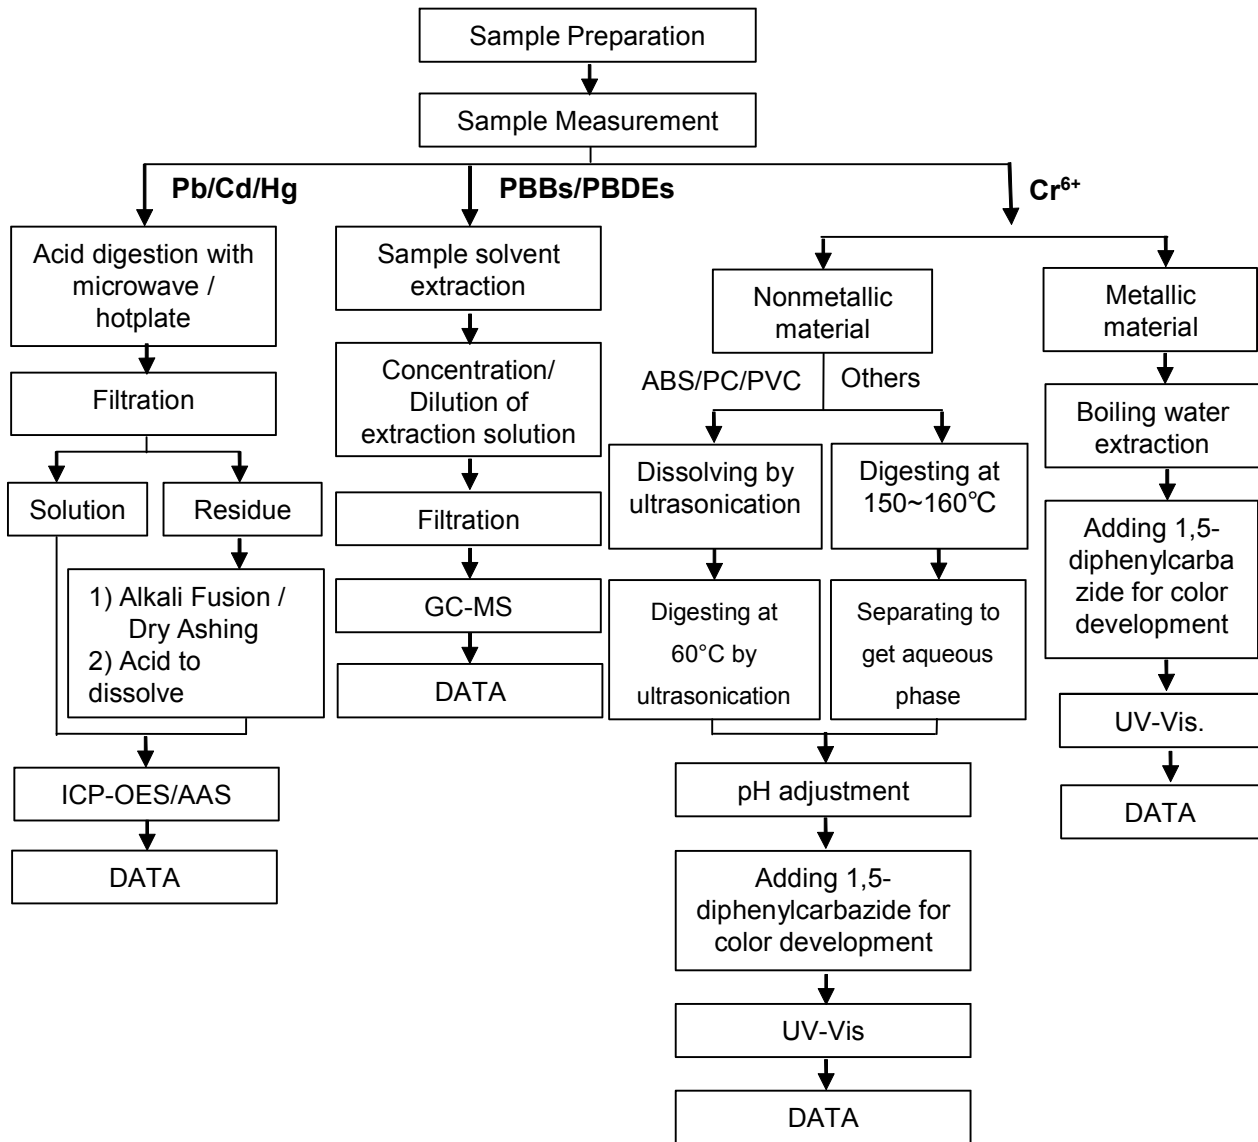 Sample Preparation
Sample Measurement
Pb/Cd/Hg
Acid digestion with
microwave /
hotplate
Filtration
Solution
Residue
1) Alkali Fusion /
Dry Ashing
2) Acid to
dissolve
ICP-OES/AAS
DATA
PBBs/PBDEs
Sample solvent
extraction
Concentration/
Dilution of
extraction solution
Filtration
GC-MS
DATA
Cr⁶⁺
Nonmetallic
material
ABS/PC/PVC
Others
Dissolving by
ultrasonication
Digesting at
60°C by
ultrasonication
Digesting at
150~160℃
Separating to
get aqueous
phase
pH adjustment
Adding 1,5-
diphenylcarbazide for
color development
UV-Vis
DATA
Metallic
material
Boiling water
extraction
Adding 1,5-
diphenylcarba
zide for color
development
UV-Vis.
DATA